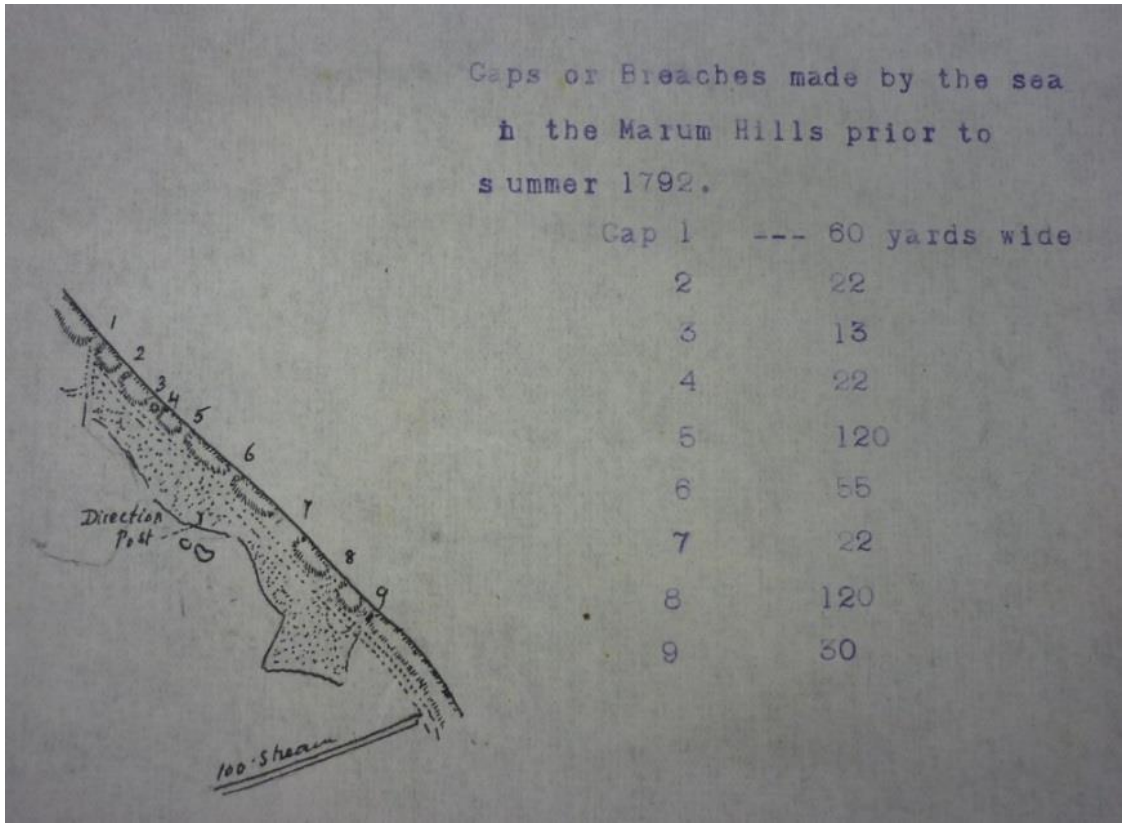 Gaps or Breaches made by the sea
in the Marum Hills prior to
summer 1792.
Gap 1 --- 60 yards wide
2 22
3 13
4 22
5 120
6 55
7 22
8 120
9 30
1
2
3
4
5
6
7
8
9
Direction
Post
100·Stream